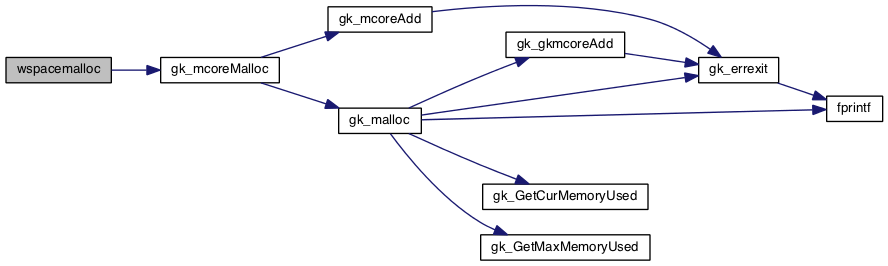 wspacemalloc
gk_mcoreMalloc
gk_mcoreAdd
gk_malloc
gk_gkmcoreAdd
gk_errexit
fprintf
gk_GetCurMemoryUsed
gk_GetMaxMemoryUsed